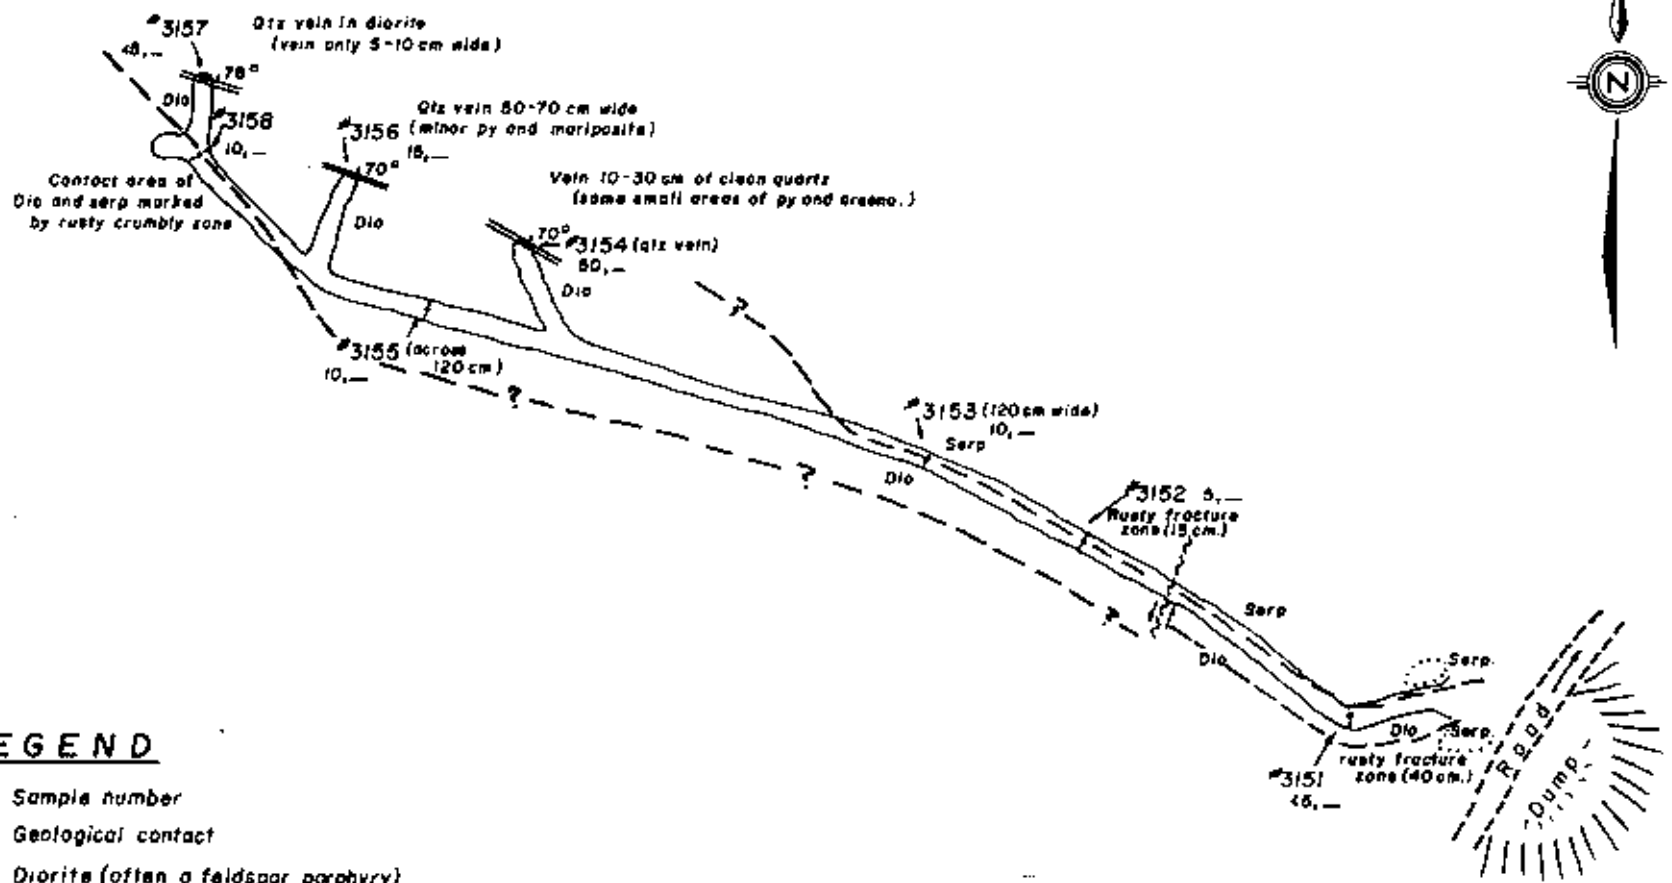 #3157
Qtz vein in diorite
(vein only 5-10 cm wide)
<5,—
78°
Dio
#3158
10,—
Contact area of
Dio and serp marked
by rusty crumbly zone
Qtz vein 50-70 cm wide
(minor py and mariposite)
#3156
15,—
70°
Dio
Vein 10-30 cm of clean quartz
(some small areas of py and arseno.)
70°
#3154 (qtz vein)
50,—
Dio
?
#3155 (across
120 cm)
10,—
?
?
?
#3153 (120 cm wide)
10,—
Serp
Dio
#3152 5,—
Rusty fracture
zone (15 cm.)
Serp
Dio
Serp.
Dio
Serp.
rusty fracture
zone (40 cm.)
#3151
<5,—
Road
Dump
N
EGEND
Sample number
Geological contact
Diorite (often a feldspar porphyry)